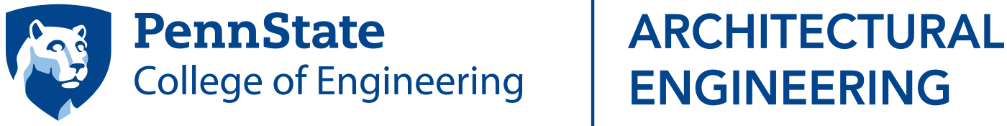 PennState
College of Engineering
ARCHITECTURAL
ENGINEERING